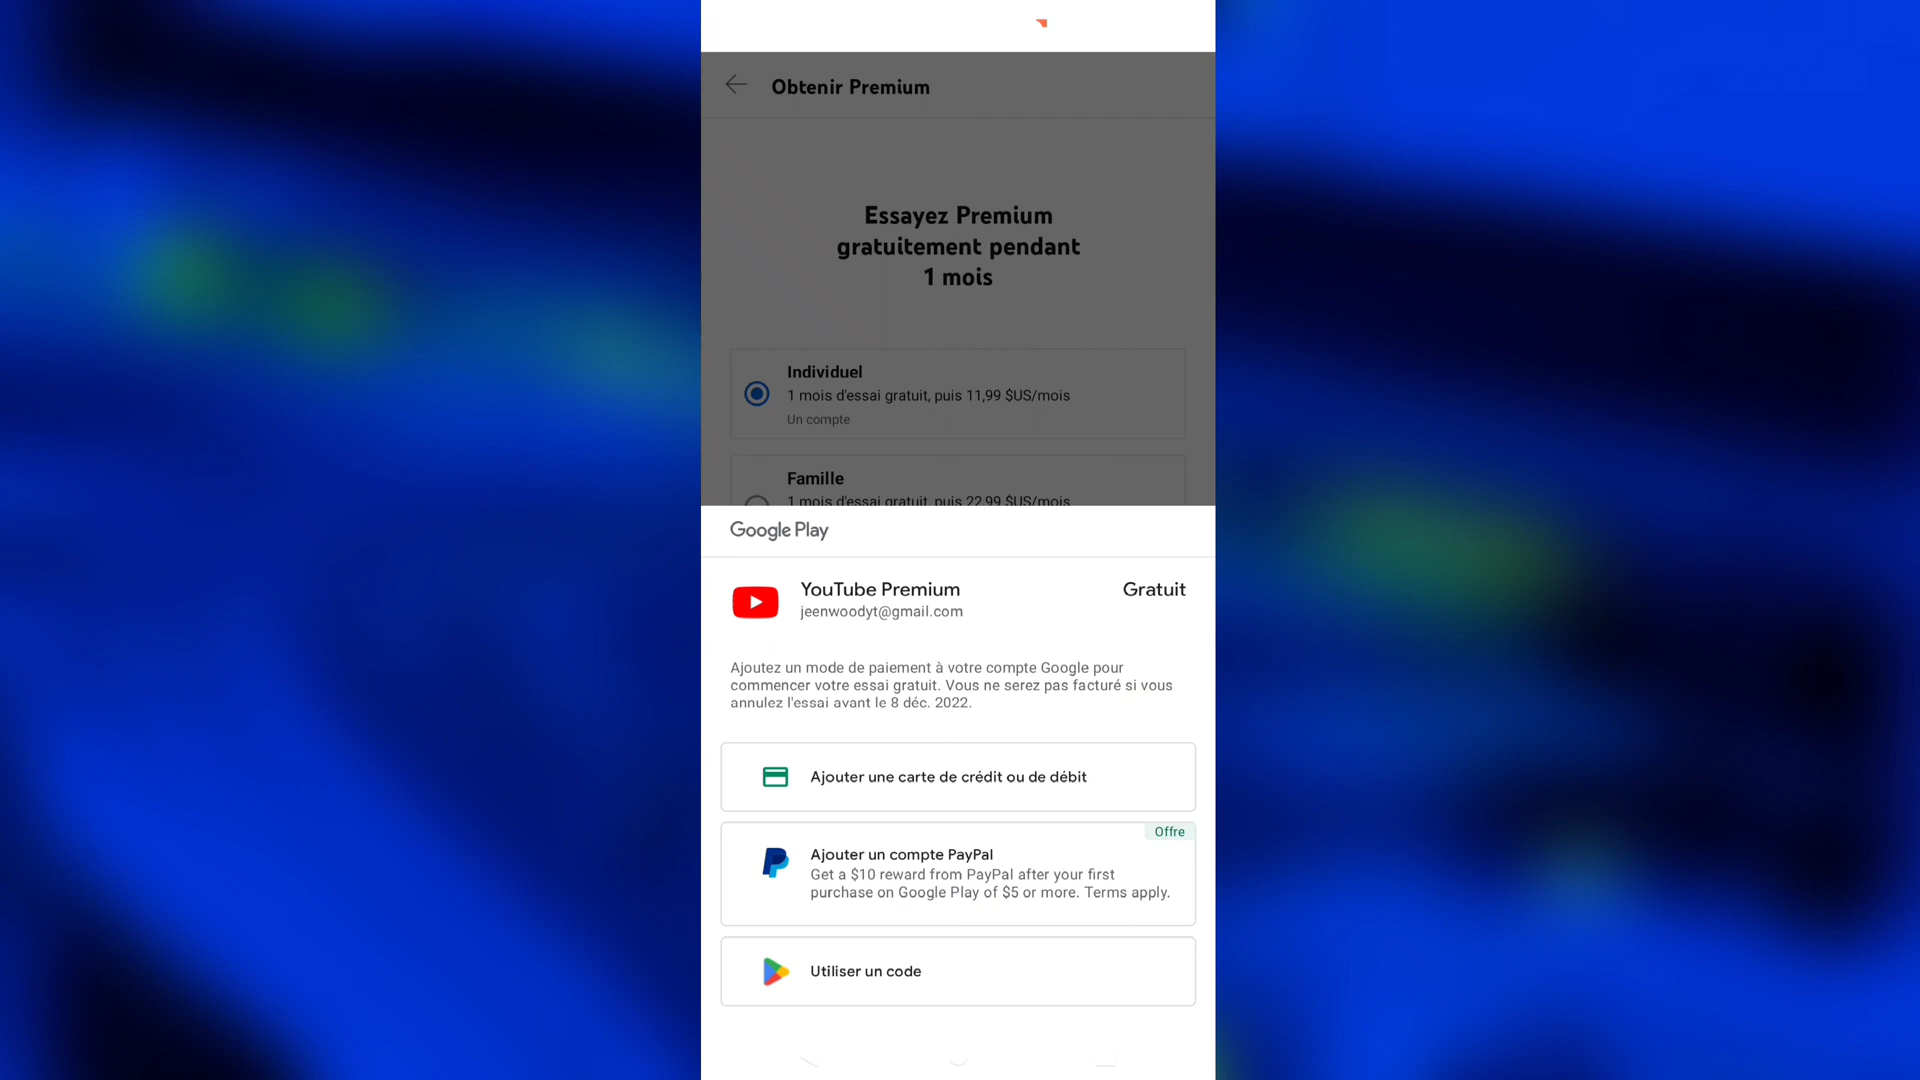 Obtenir Premium
Essayez Premium
gratuitement pendant
1 mois
Individuel
1 mois d'essai gratuit, puis 11,99 $US/mois
Un compte
Famille
1 mois d'essai gratuit, puis 22,99 $US/mois
Google Play
YouTube Premium
Gratuit
jeenwoodyt@gmail.com
Ajoutez un mode de paiement à votre compte Google pour
commencer votre essai gratuit. Vous ne serez pas facturé si vous
annulez l'essai avant le 8 déc. 2022.
Ajouter une carte de crédit ou de débit
Offre
Ajouter un compte PayPal
Get a $10 reward from PayPal after your first
purchase on Google Play of $5 or more. Terms apply.
Utiliser un code